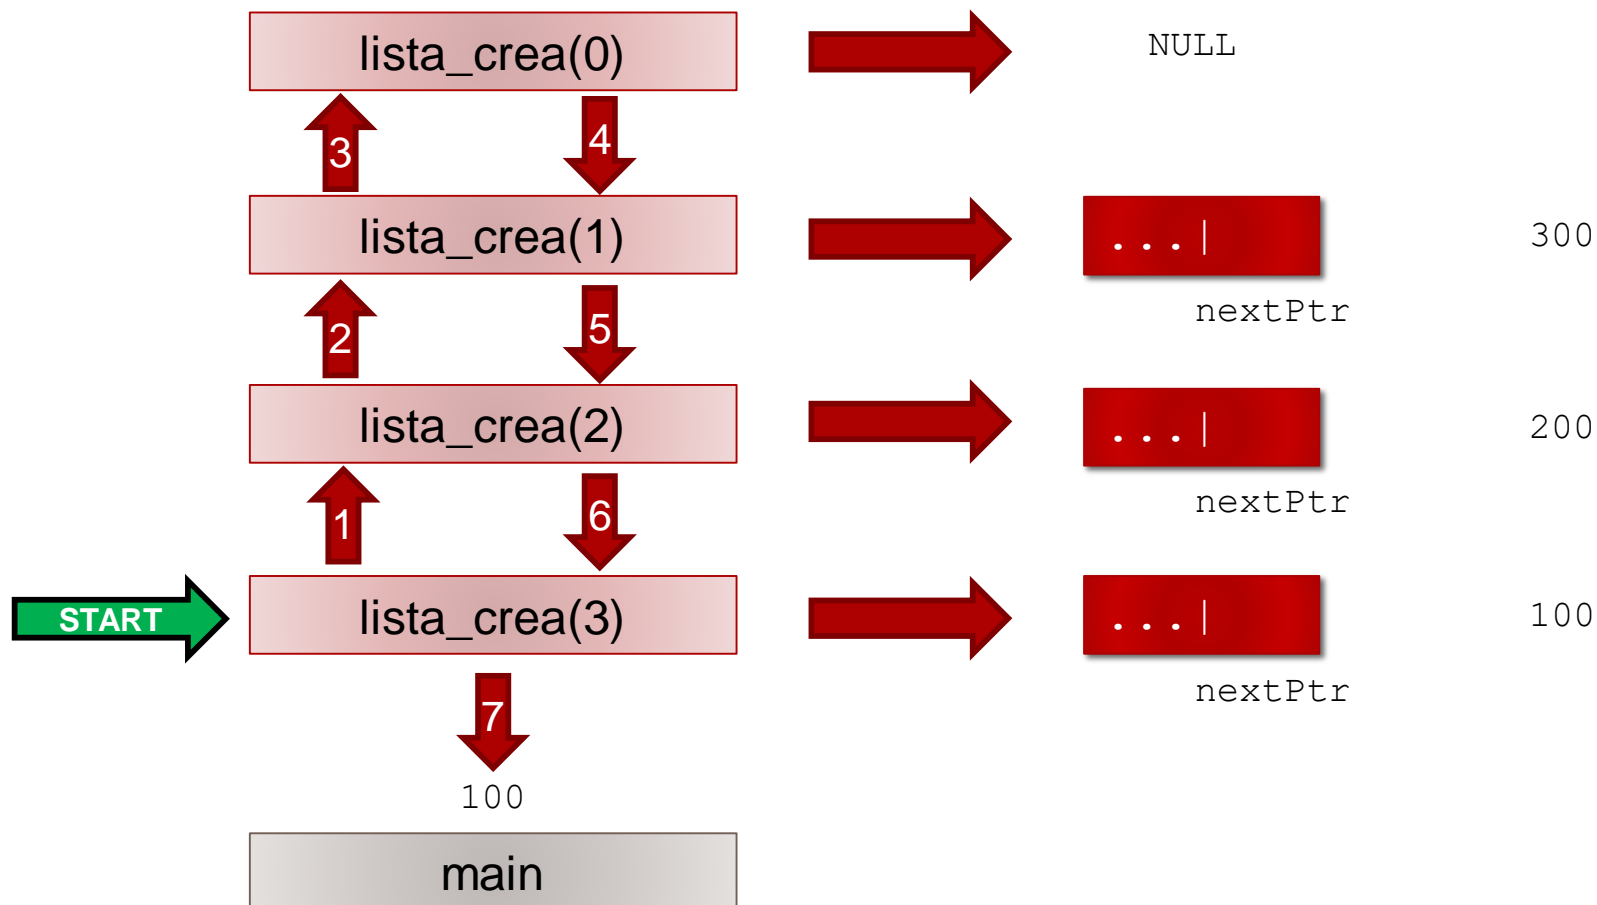 lista_crea(0)
NULL
3
4
lista_crea(1)
...|
300
nextPtr
2
5
lista_crea(2)
...|
200
nextPtr
1
6
START
lista_crea(3)
...|
100
nextPtr
7
100
main